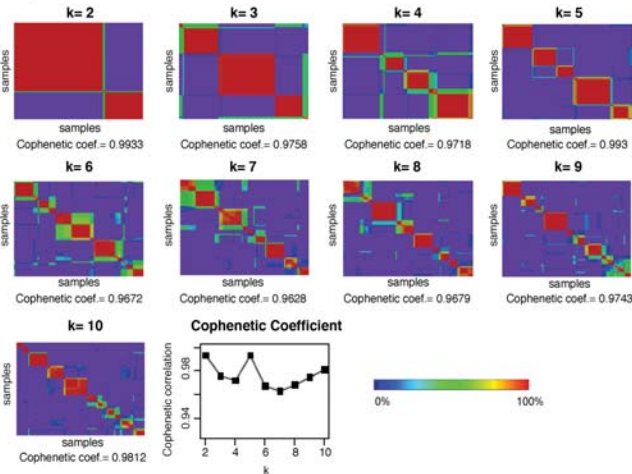 k= 2
k= 3
k= 4
k= 5
samples
samples
samples
samples
samples
samples
samples
samples
Cophenetic coef.= 0.9933
Cophenetic coef.= 0.9758
Cophenetic coef.= 0.9718
Cophenetic coef.= 0.993
k= 6
k= 7
k= 8
k= 9
samples
samples
samples
samples
samples
samples
samples
samples
Cophenetic coef.= 0.9672
Cophenetic coef.= 0.9628
Cophenetic coef.= 0.9679
Cophenetic coef.= 0.9743
k= 10
samples
samples
Cophenetic coef.= 0.9812
Cophenetic Coefficient
Cophenetic correlation
0.98
0.94
2 4 6 8 10
k
0%
100%